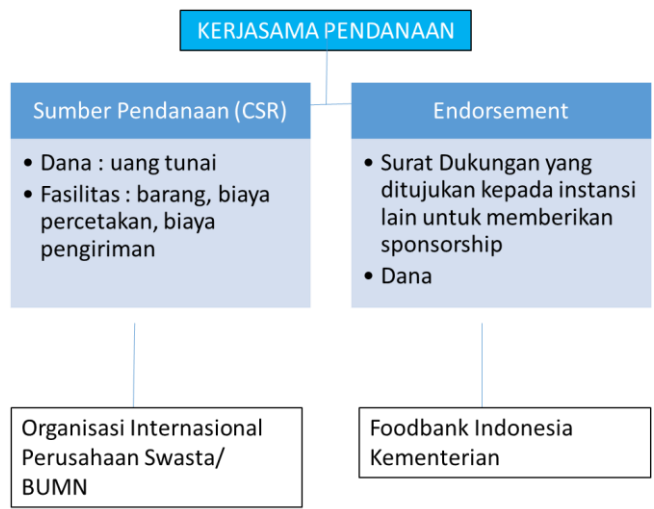 KERJASAMA PENDANAAN
Sumber Pendanaan (CSR)
• Dana : uang tunai
• Fasilitas : barang, biaya
percetakan, biaya
pengiriman
Endorsement
• Surat Dukungan yang
ditujukan kepada instansi
lain untuk memberikan
sponsorship
• Dana
Organisasi Internasional
Perusahaan Swasta/
BUMN
Foodbank Indonesia
Kementerian